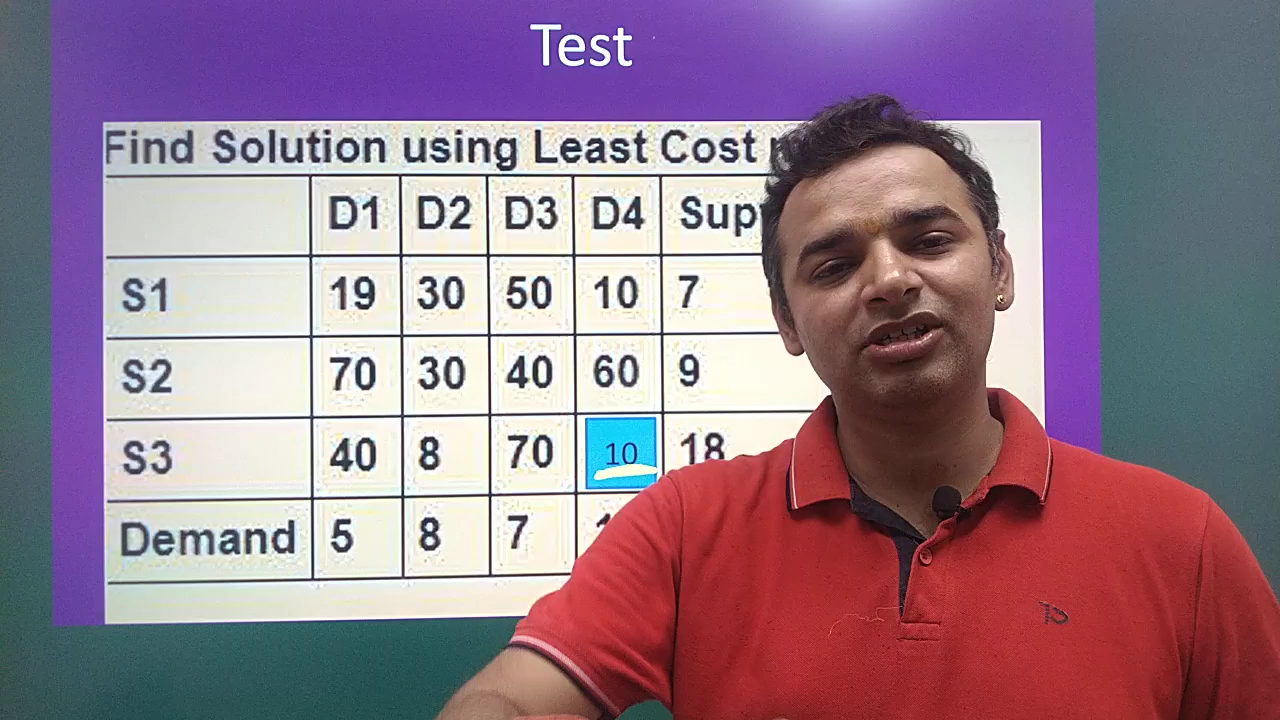 Test
Find Solution using Least Cost
D1 D2 D3 D4
S1 19 30 50 10 7
S2 70 30 40 60 9
S3 40 8 70 10 18
Demand 5 8 7